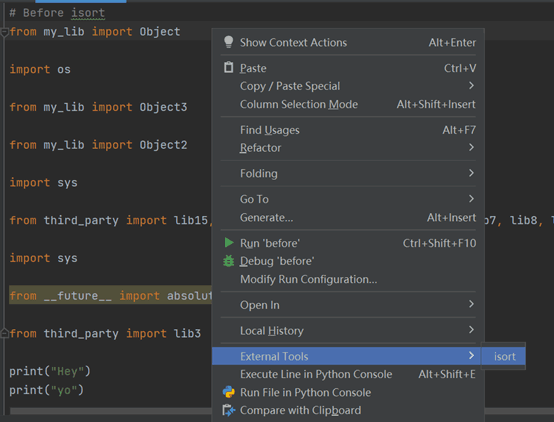 # Before isort
from my_lib import Object
import os
from my_lib import Object3
from my_lib import Object2
import sys
from third_party import lib15,
lib8,
import sys
from __future__ import
from third_party import lib3
print("Hey")
print("yo")
Show Context Actions Alt+Enter
Paste Ctrl+V
Copy / Paste Special
Column Selection Mode Alt+Shift+Insert
Find Usages Alt+F7
Refactor
Folding
Go To
Generate... Alt+Insert
Run 'before' Ctrl+Shift+F10
Debug 'before'
Modify Run Configuration...
Open In
Local History
External Tools
isort
Execute Line in Python Console Alt+Shift+E
Run File in Python Console
Compare with Clipboard